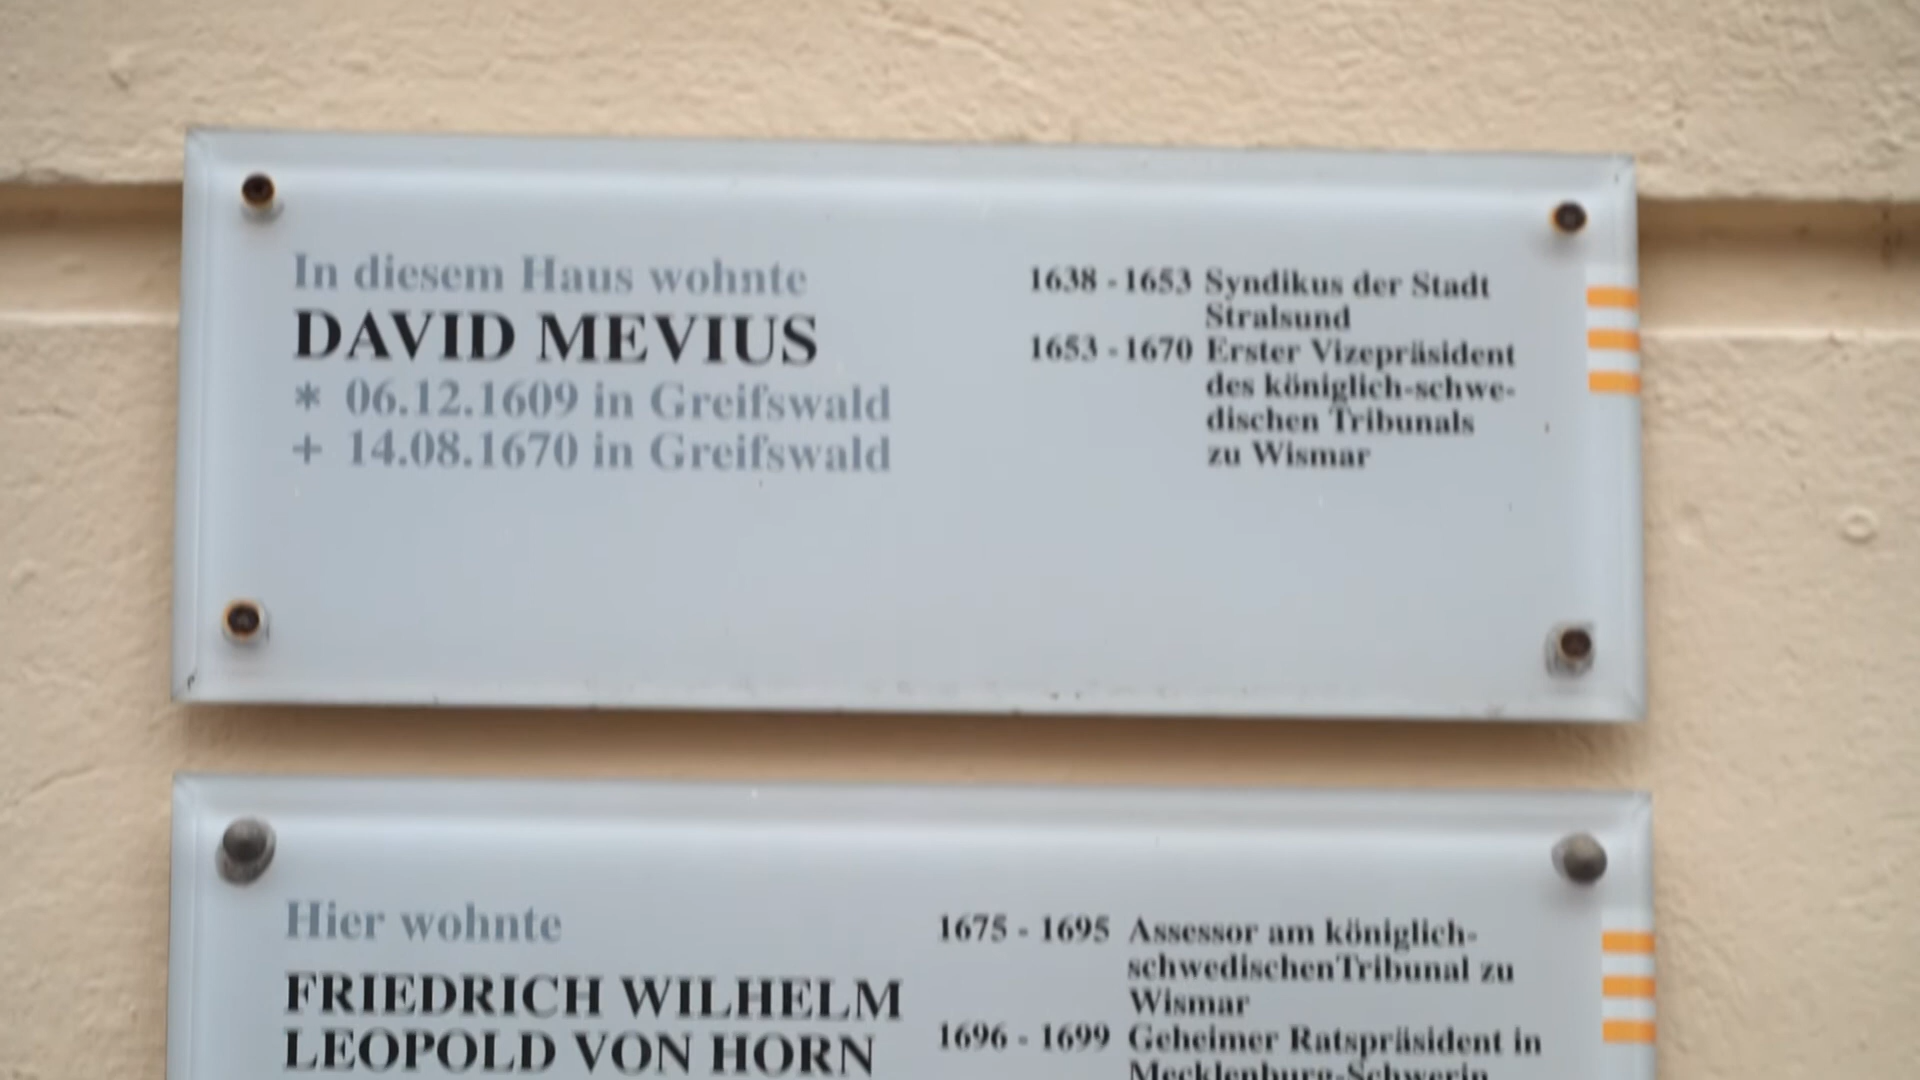 In diesem Haus wohnte
DAVID MEVIUS
* 06.12.1609 in Greifswald
+ 14.08.1670 in Greifswald
1638 - 1653 Syndikus der Stadt
Stralsund
1653 - 1670 Erster Vizepräsident
des königlich-schwe-
dischen Tribunals
zu Wismar
Hier wohnte
FRIEDRICH WILHELM
LEOPOLD VON HORN
1675 - 1695 Assessor am königlich-
schwedischenTribunal zu
Wismar
1696 - 1699 Geheimer Ratspräsident in
Mecklenburg-Schwerin